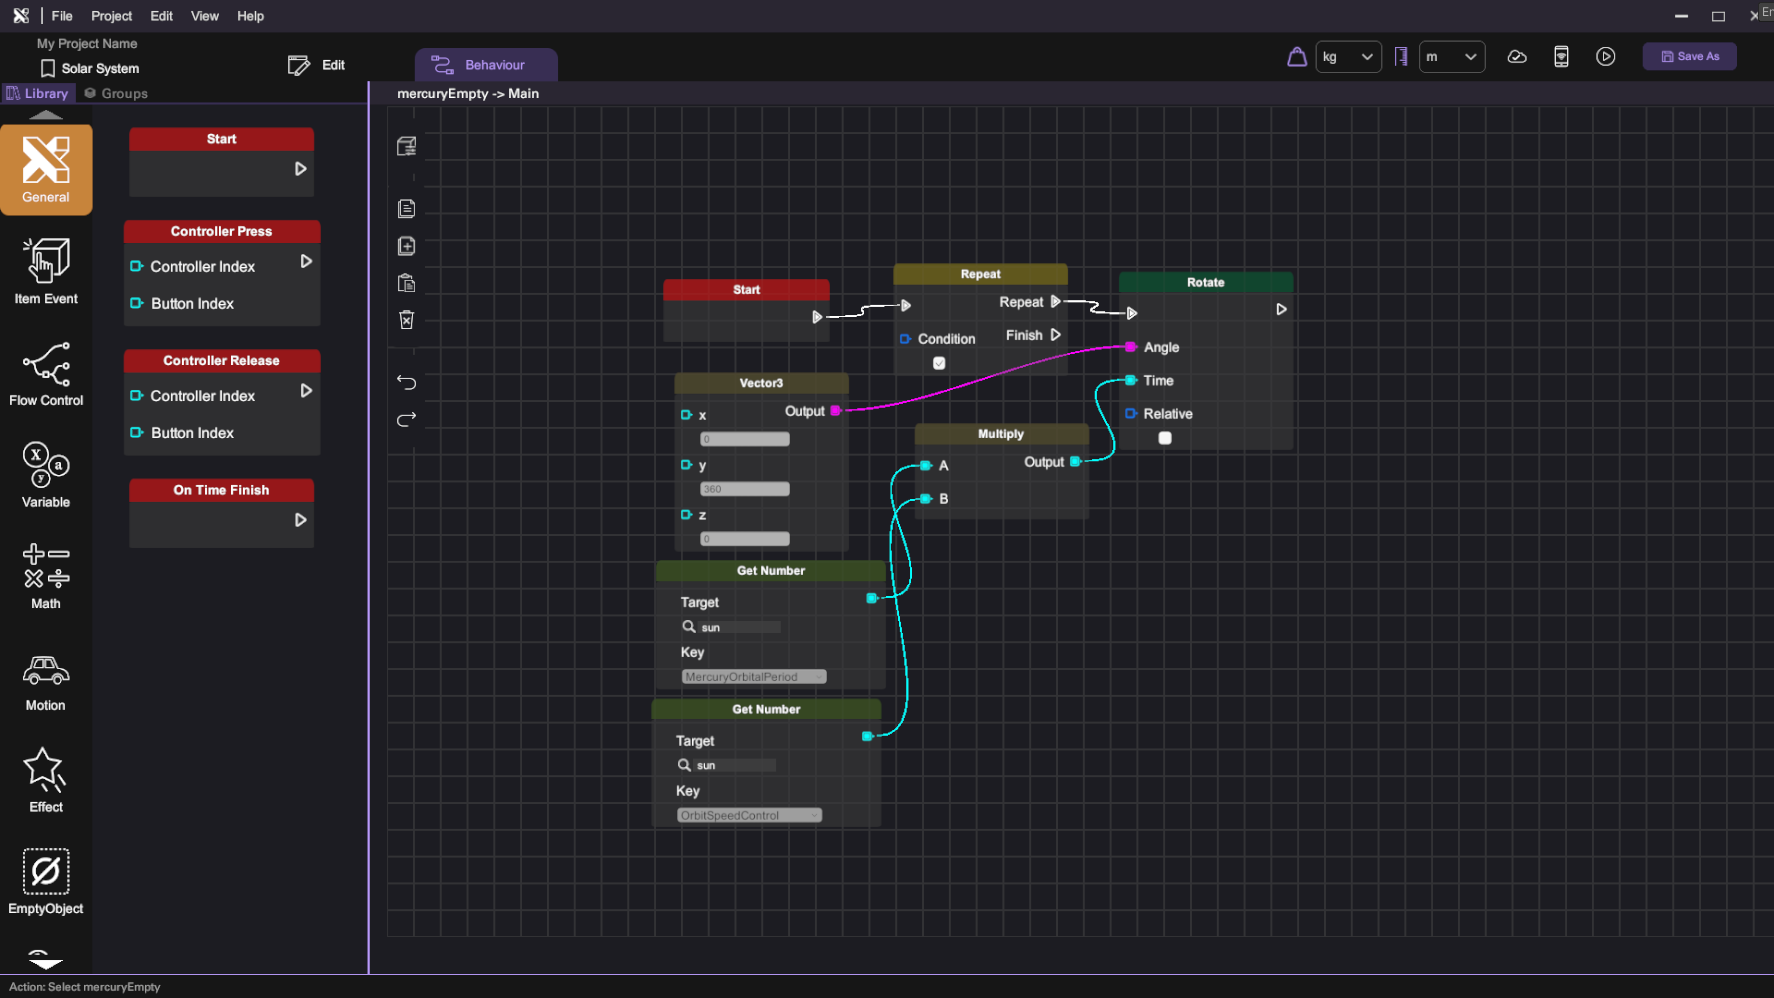 File Project Edit View Help
My Project Name
Solar System
Edit
Behaviour
kg
m
Save As
Library
Groups
mercuryEmpty -> Main
General
Item Event
Flow Control
Variable
Math
Motion
Effect
EmptyObject
Start
Controller Press
Controller Index
Button Index
Controller Release
Controller Index
Button Index
On Time Finish
Start
Repeat
Repeat
Condition
Finish
Rotate
Angle
Time
Relative
Vector3
x
Output
0
y
360
z
0
Multiply
A
Output
B
Get Number
Target
sun
Key
MercuryOrbitalPeriod
Get Number
Target
sun
Key
OrbitSpeedControl
Action: Select mercuryEmpty